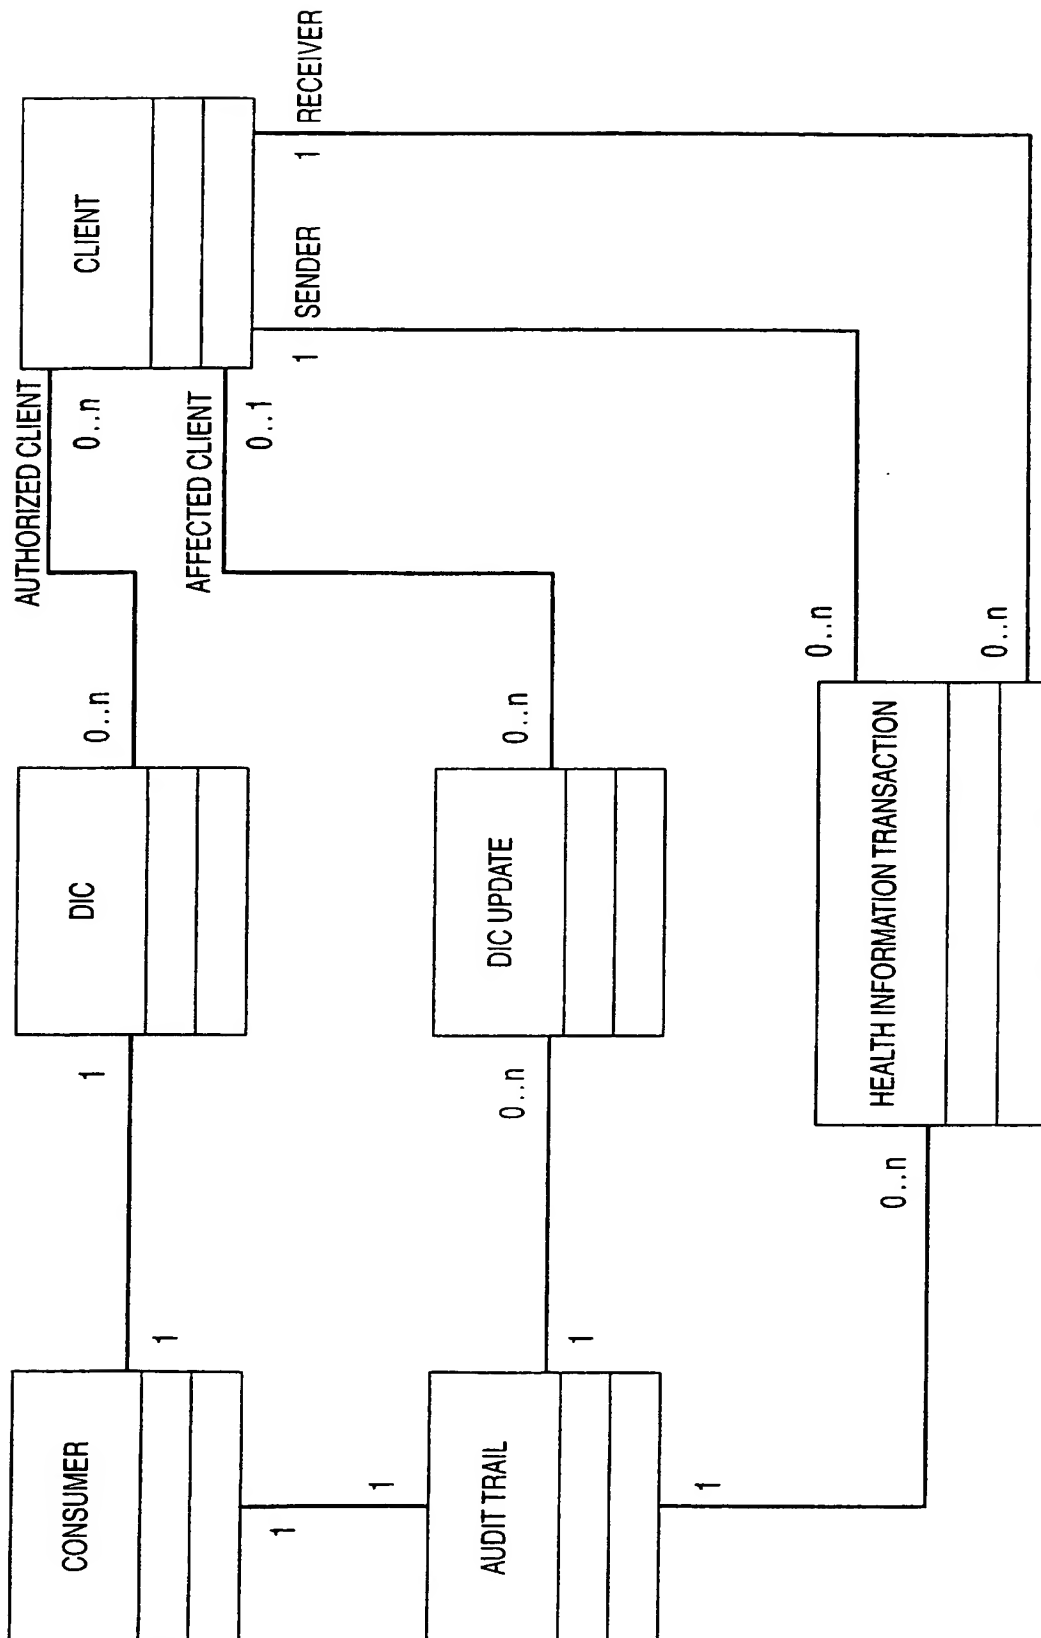 AUTHORIZED CLIENT
CONSUMER
DIC
CLIENT
1
0..n
0..n
1
AFFECTED CLIENT
0..1
1
1
SENDER
1
RECEIVER
1
AUDIT TRAIL
0..n
DIC UPDATE
0..n
1
1
0..n
0..n
HEALTH INFORMATION TRANSACTION
0..n